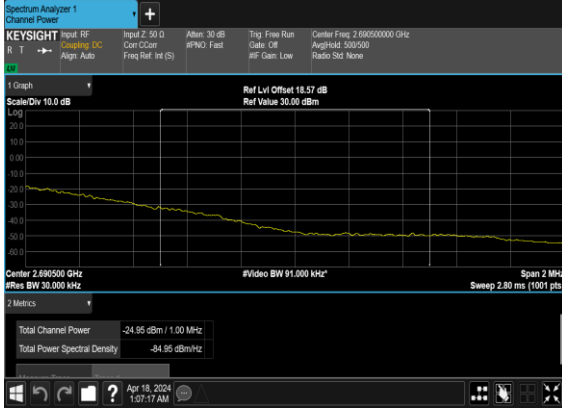 Spectrum Analyzer 1
Channel Power
+
KEYSIGHT
R T
LXI
Input: RF
Coupling: DC
Align: Auto
Input Z: 50 Ω
Corr CCorr
Freq Ref: Int (S)
Atten: 30 dB
#PNO: Fast
Trig: Free Run
Gate: Off
#IF Gain: Low
Center Freq: 2.690500000 GHz
Avg|Hold: 500/500
Radio Std: None
1 Graph
Scale/Div 10.0 dB
Ref Lvl Offset 18.57 dB
Ref Value 30.00 dBm
Log
20.0
10.0
0.00
-10.0
-20.0
-30.0
-40.0
-50.0
-60.0
Center 2.690500 GHz
#Res BW 30.000 kHz
#Video BW 91.000 kHz*
Span 2 MHz
Sweep 2.80 ms (1001 pts)
2 Metrics
Total Channel Power -24.95 dBm / 1.00 MHz
Total Power Spectral Density -84.95 dBm/Hz
?
Apr 18, 2024
1:07:17 AM